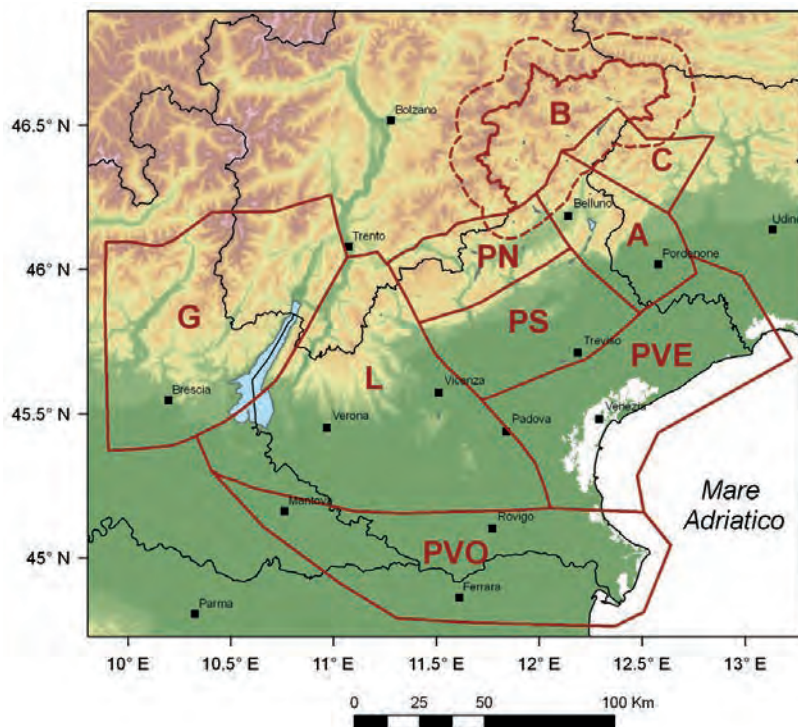 B
46.5° N
Bolzano
C
Belluno
Udine
A
Trento
46° N
PN
Pordenone
G
PS
Treviso
PVE
L
Brescia
Vicenza
45.5° N
Verona
Padova
Venezia
Mare
Adriatico
Mantova
Rovigo
45° N
PVO
Ferrara
Parma
10° E
10.5° E
11° E
11.5° E
12° E
12.5° E
13° E
0 25 50 100 Km